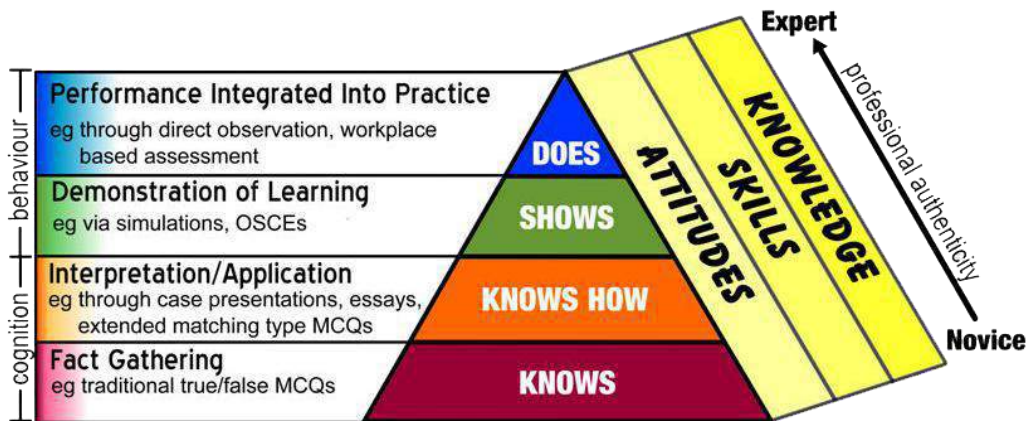 Expert
professional authenticity
Novice
KNOWLEDGE
SKILLS
ATTITUDES
behaviour
cognition
Performance Integrated Into Practice
eg through direct observation, workplace
based assessment
DOES
Demonstration of Learning
eg via simulations, OSCEs
SHOWS
Interpretation/Application
eg through case presentations, essays,
extended matching type MCQs
KNOWS HOW
Fact Gathering
eg traditional true/false MCQs
KNOWS